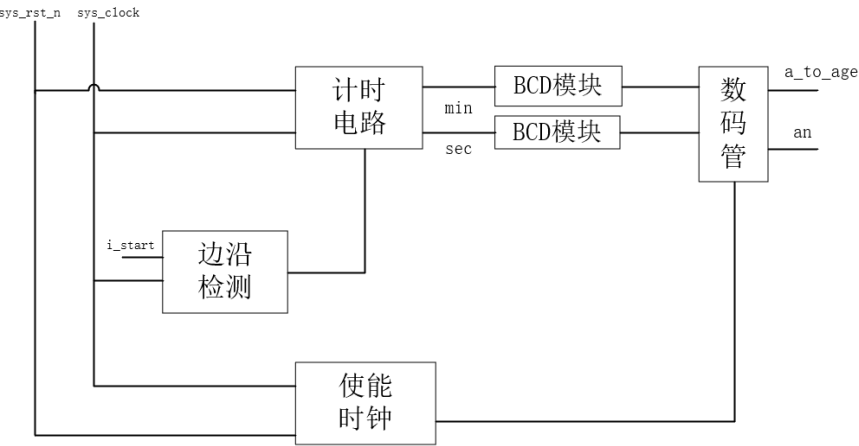 sys_rst_n sys_clock
计时
电路
min
sec
BCD模块
BCD模块
数
码
管
a_to_age
an
i_start
边沿
检测
使能
时钟